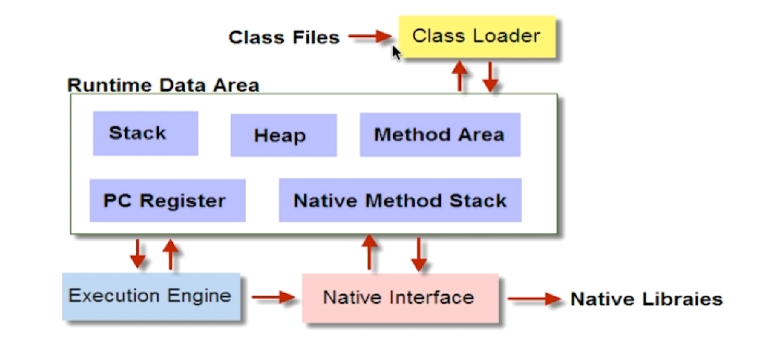 Class Files
Class Loader
Runtime Data Area
Stack
Heap
Method Area
PC Register
Native Method Stack
Execution Engine
Native Interface
Native Libraies